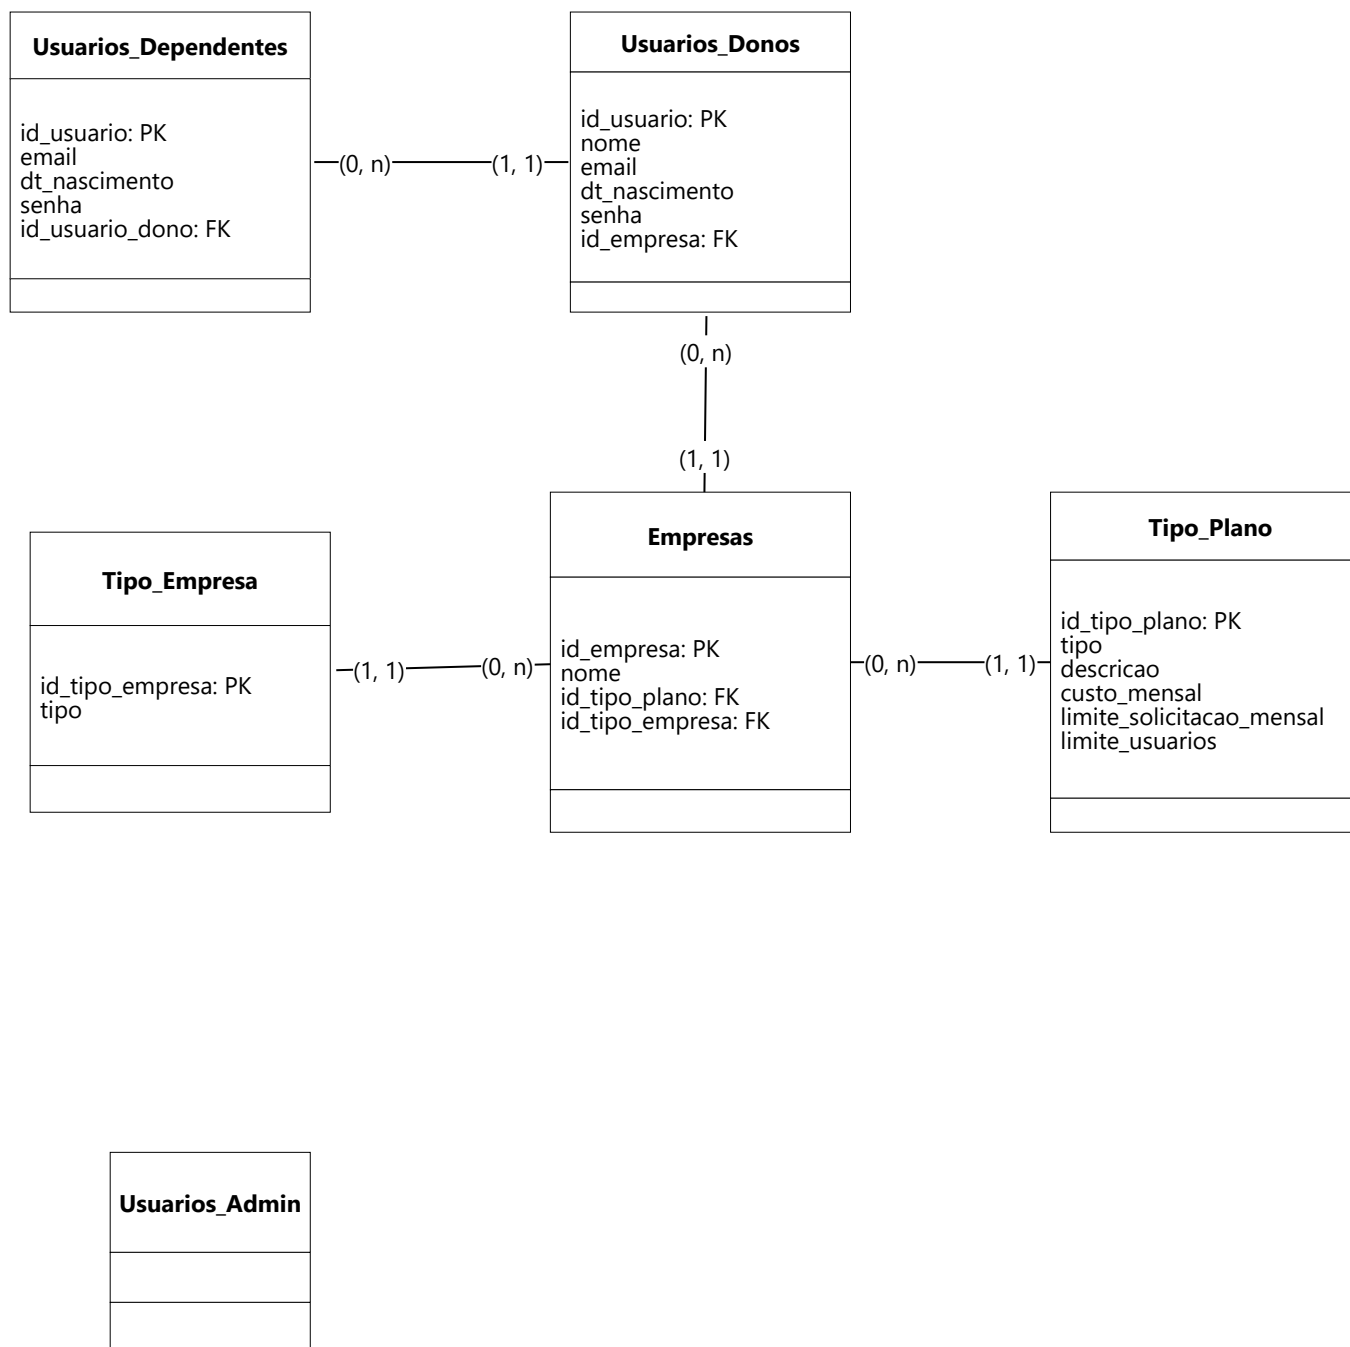 Usuarios_Dependentes
id_usuario: PK
email
dt_nascimento
senha
id_usuario_dono: FK
(0, n)
(1, 1)
Usuarios_Donos
id_usuario: PK
nome
email
dt_nascimento
senha
id_empresa: FK
(0, n)
(1, 1)
Tipo_Empresa
id_tipo_empresa: PK
tipo
(1, 1)
(0, n)
Empresas
id_empresa: PK
nome
id_tipo_plano: FK
id_tipo_empresa: FK
(0, n)
(1, 1)
Tipo_Plano
id_tipo_plano: PK
tipo
descricao
custo_mensal
limite_solicitacao_mensal
limite_usuarios
Usuarios_Admin